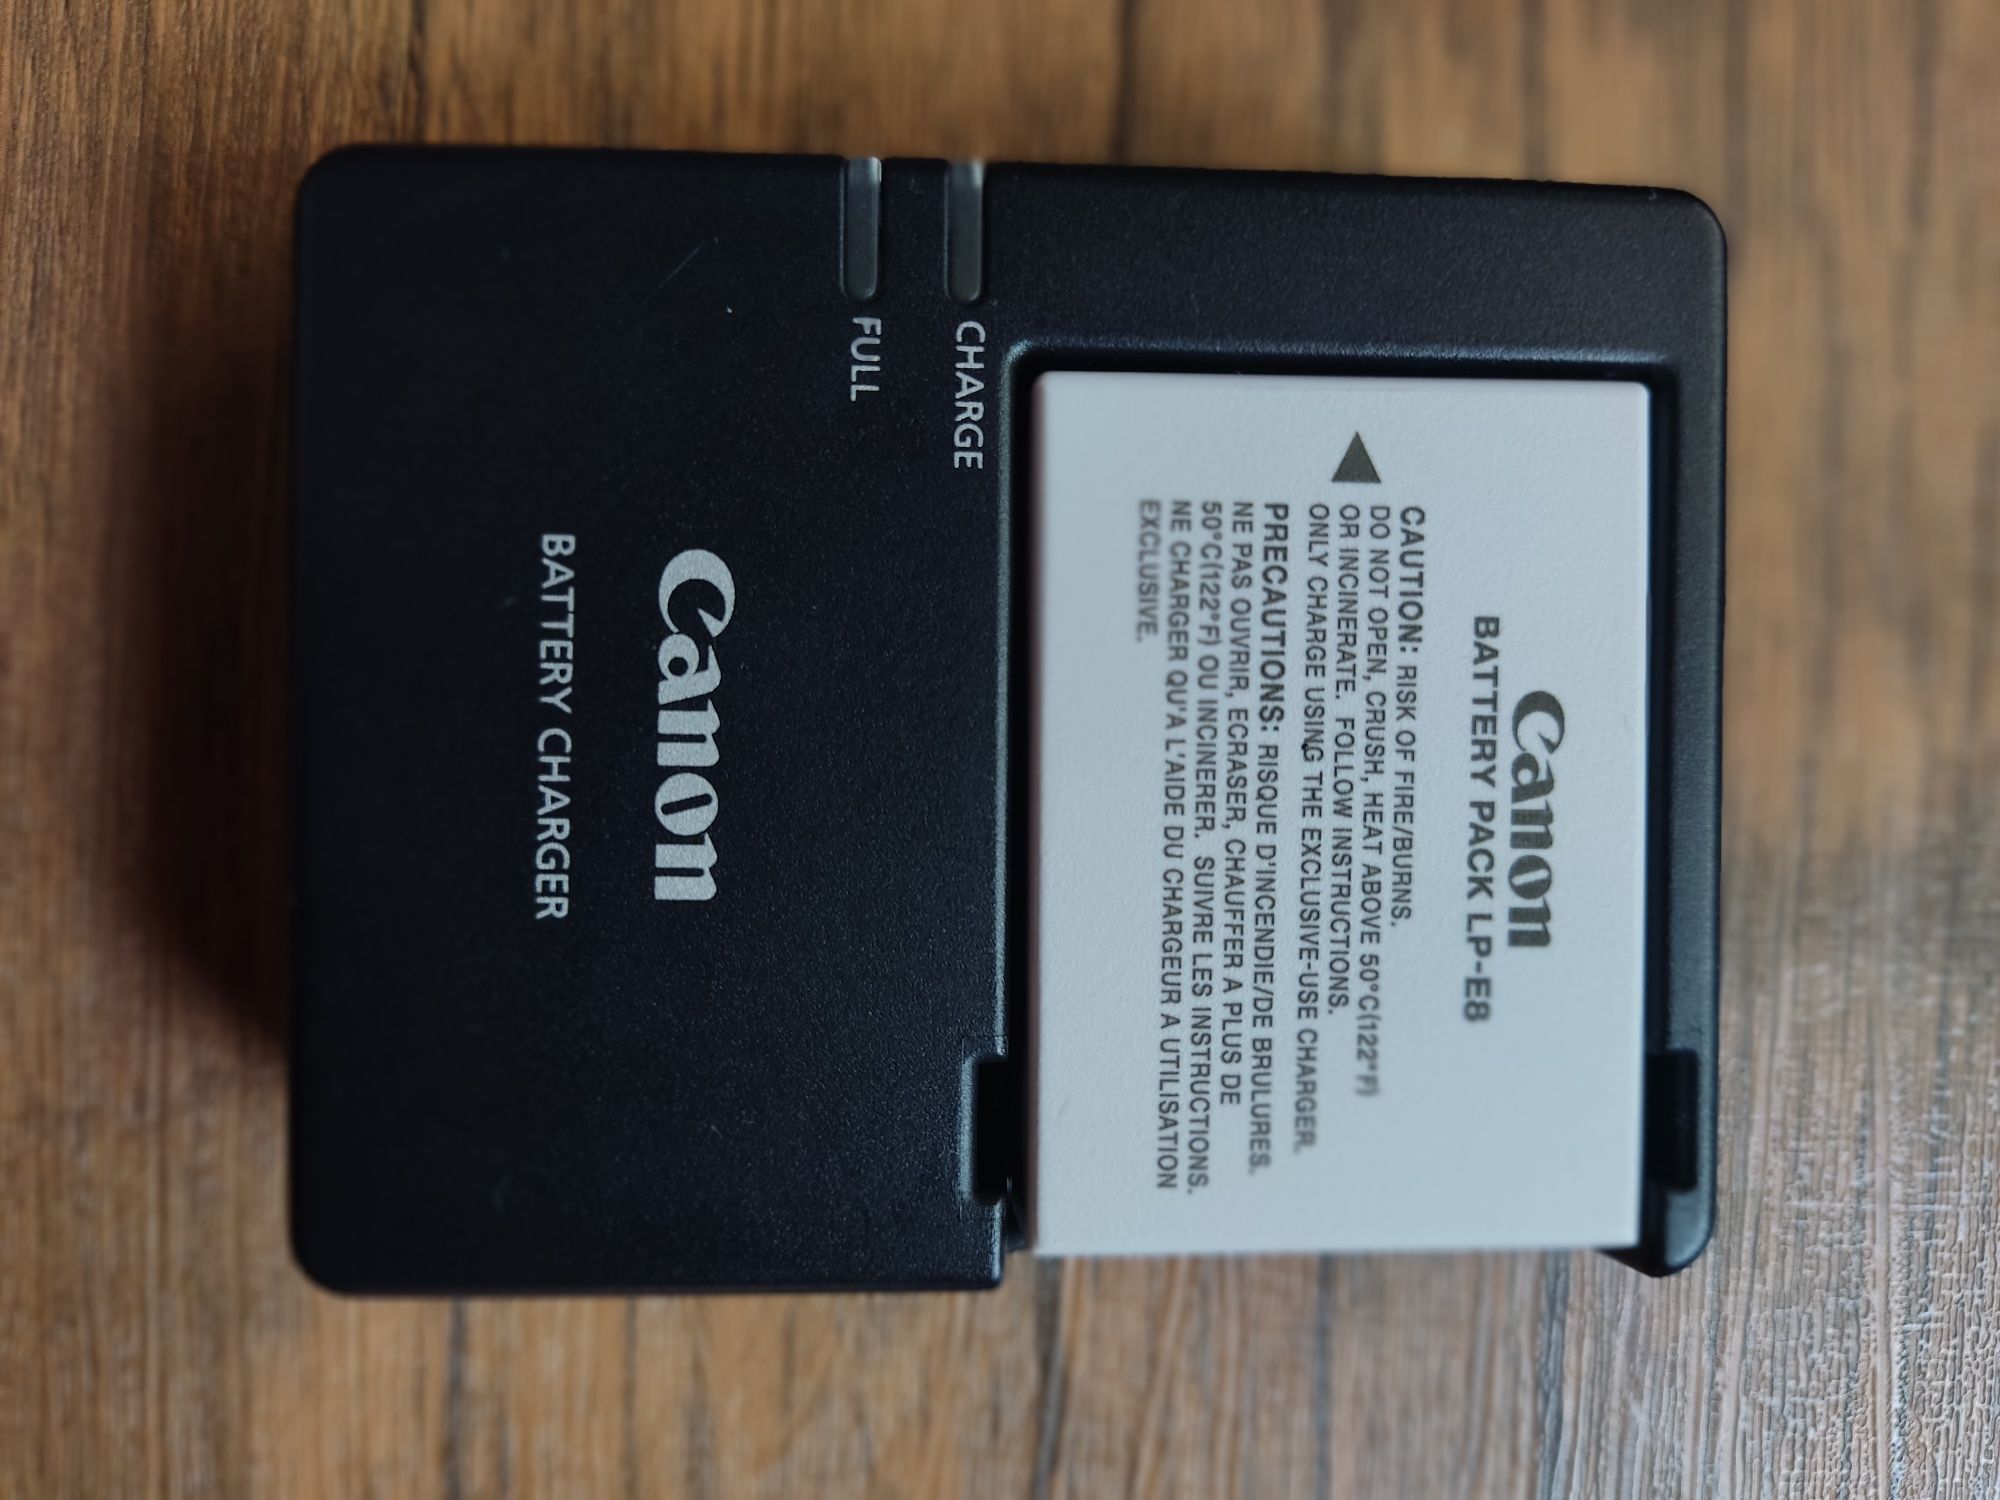 Canon
BATTERY PACK LP-E8
CAUTION: RISK OF FIRE/BURNS.
DO NOT OPEN, CRUSH, HEAT ABOVE 50°C(122°F)
OR INCINERATE. FOLLOW INSTRUCTIONS.
ONLY CHARGE USING THE EXCLUSIVE-USE CHARGER.
PRECAUTIONS: RISQUE D'INCENDIE/DE BRULURES.
NE PAS OUVRIR, ECRASER, CHAUFFER A PLUS DE
50°C(122°F) OU INCINERER. SUIVRE LES INSTRUCTIONS.
NE CHARGER QU'A L'AIDE DU CHARGEUR A UTILISATION
EXCLUSIVE.
CHARGE
FULL
Canon
BATTERY CHARGER